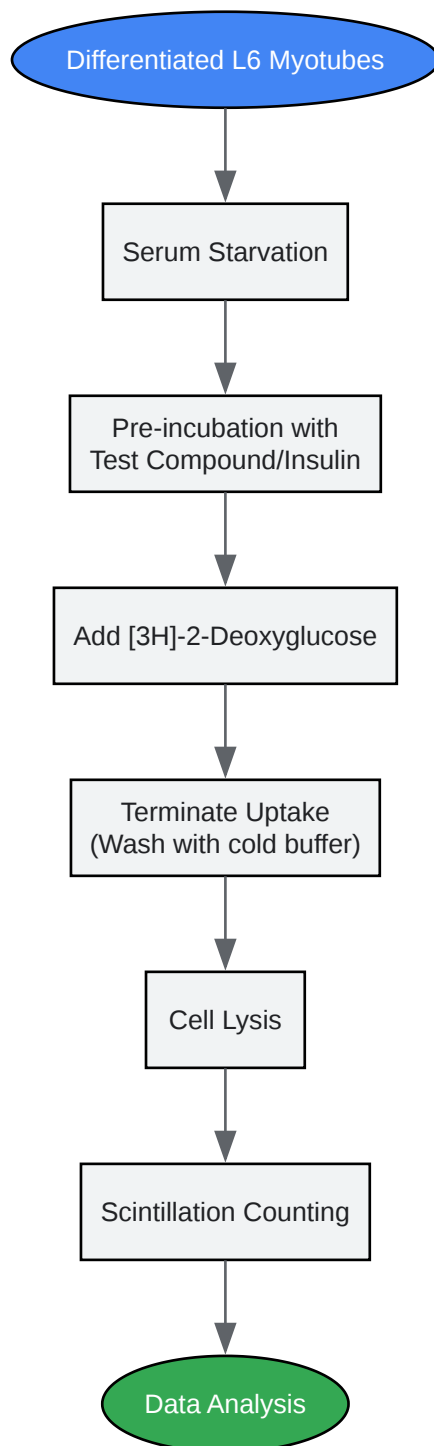 Differentiated L6 Myotubes
Serum Starvation
Pre-incubation with
Test Compound/Insulin
Add [3H]-2-Deoxyglucose
Terminate Uptake
(Wash with cold buffer)
Cell Lysis
Scintillation Counting
Data Analysis